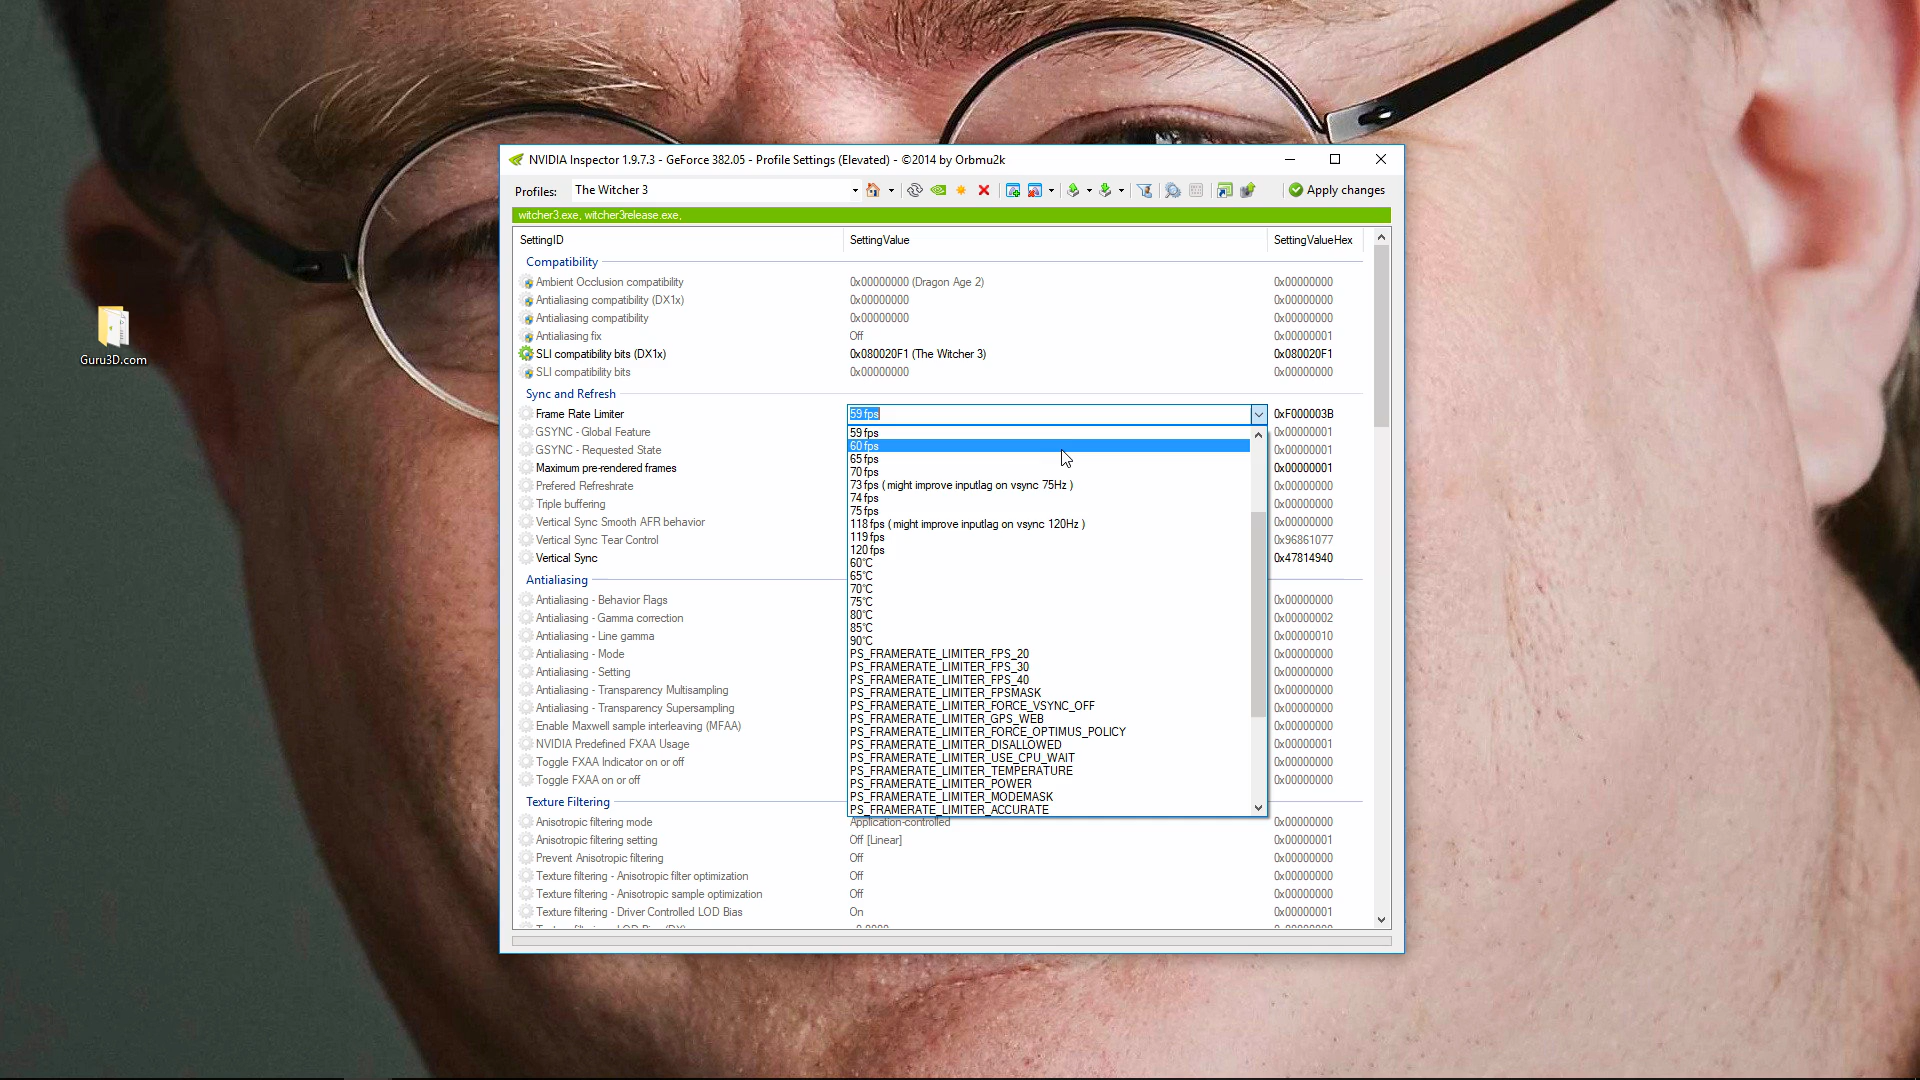 NVIDIA Inspector 1.9.7.3 - GeForce 382.05 - Profile Settings (Elevated) - ©2014 by Orbmu2k
Profiles: The Witcher 3 Apply changes
witcher3.exe, witcher3release.exe,
SettingID SettingValue SettingValueHex
Compatibility
Ambient Occlusion compatibility 0x00000000 (Dragon Age 2) 0x00000000
Antialiasing compatibility (DX1x) 0x00000000 0x00000000
Antialiasing compatibility 0x00000000 0x00000000
Antialiasing fix Off 0x00000001
SLI compatibility bits (DX1x) 0x080020F1 (The Witcher 3) 0x080020F1
SLI compatibility bits 0x00000000 0x00000000
Guru3D.com
Sync and Refresh
Frame Rate Limiter 59 fps 0xF000003B
GSYNC - Global Feature 0x00000001
GSYNC - Requested State 0x00000001
Maximum pre-rendered frames 0x00000001
Prefered Refreshrate 0x00000000
Triple buffering 0x00000000
Vertical Sync Smooth AFR behavior 0x00000000
Vertical Sync Tear Control 0x96861077
Vertical Sync 0x47814940
59 fps
60 fps
65 fps
70 fps
73 fps ( might improve inputlag on vsync 75Hz )
74 fps
75 fps
118 fps ( might improve inputlag on vsync 120Hz )
119 fps
120 fps
60°C
65°C
70°C
75°C
80°C
85°C
90°C
PS_FRAMERATE_LIMITER_FPS_20
PS_FRAMERATE_LIMITER_FPS_30
PS_FRAMERATE_LIMITER_FPS_40
PS_FRAMERATE_LIMITER_FPSMASK
PS_FRAMERATE_LIMITER_FORCE_VSYNC_OFF
PS_FRAMERATE_LIMITER_GPS_WEB
PS_FRAMERATE_LIMITER_FORCE_OPTIMUS_POLICY
PS_FRAMERATE_LIMITER_DISALLOWED
PS_FRAMERATE_LIMITER_USE_CPU_WAIT
PS_FRAMERATE_LIMITER_TEMPERATURE
PS_FRAMERATE_LIMITER_POWER
PS_FRAMERATE_LIMITER_MODEMASK
PS_FRAMERATE_LIMITER_ACCURATE
Antialiasing
Antialiasing - Behavior Flags 0x00000000
Antialiasing - Gamma correction 0x00000002
Antialiasing - Line gamma 0x00000010
Antialiasing - Mode 0x00000000
Antialiasing - Setting 0x00000000
Antialiasing - Transparency Multisampling 0x00000000
Antialiasing - Transparency Supersampling 0x00000000
Enable Maxwell sample interleaving (MFAA) 0x00000000
NVIDIA Predefined FXAA Usage 0x00000001
Toggle FXAA Indicator on or off 0x00000000
Toggle FXAA on or off 0x00000000
Texture Filtering
Anisotropic filtering mode Application-controlled 0x00000000
Anisotropic filtering setting Off [Linear] 0x00000001
Prevent Anisotropic filtering Off 0x00000000
Texture filtering - Anisotropic filter optimization Off 0x00000000
Texture filtering - Anisotropic sample optimization Off 0x00000000
Texture filtering - Driver Controlled LOD Bias On 0x00000001